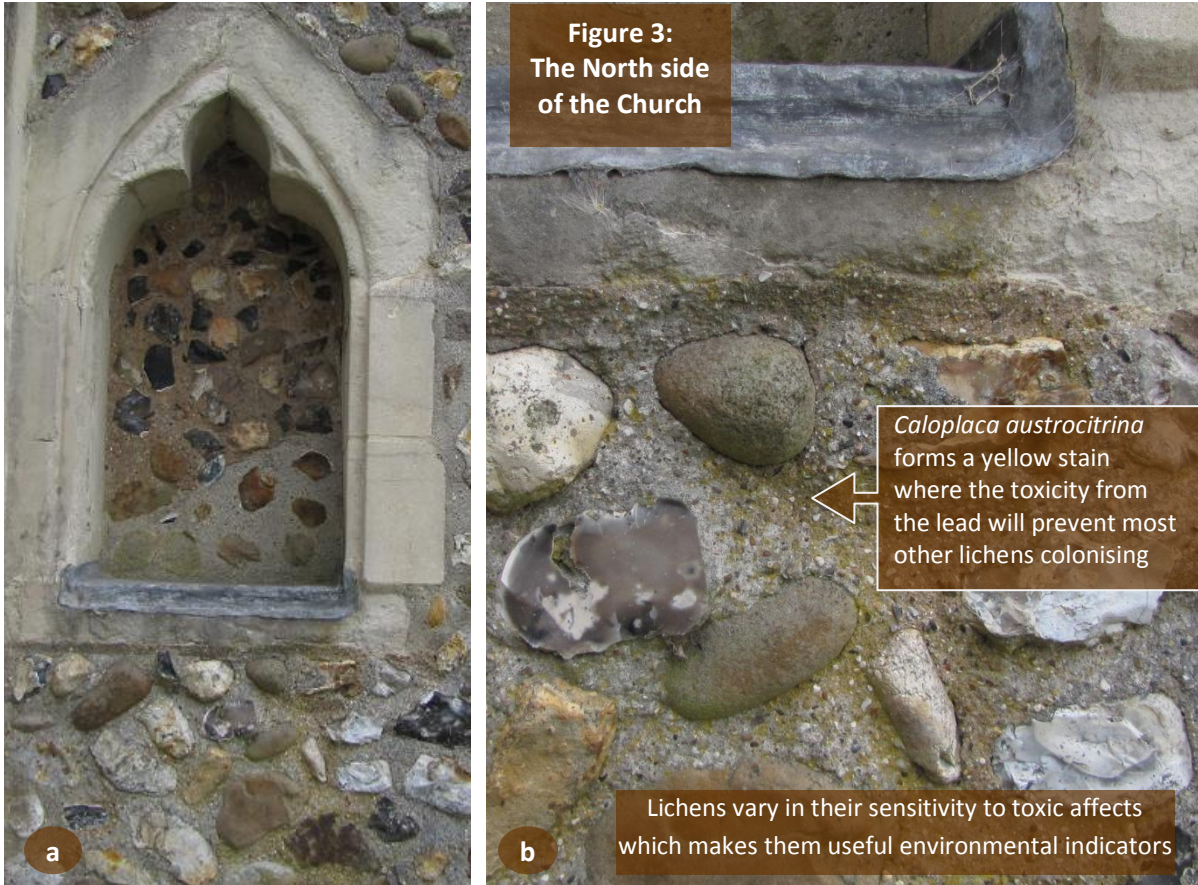 Figure 3:
The North side
of the Church
Caloplaca austrocitrina
forms a yellow stain
where the toxicity from
the lead will prevent most
other lichens colonising
a
b
Lichens vary in their sensitivity to toxic affects
which makes them useful environmental indicators